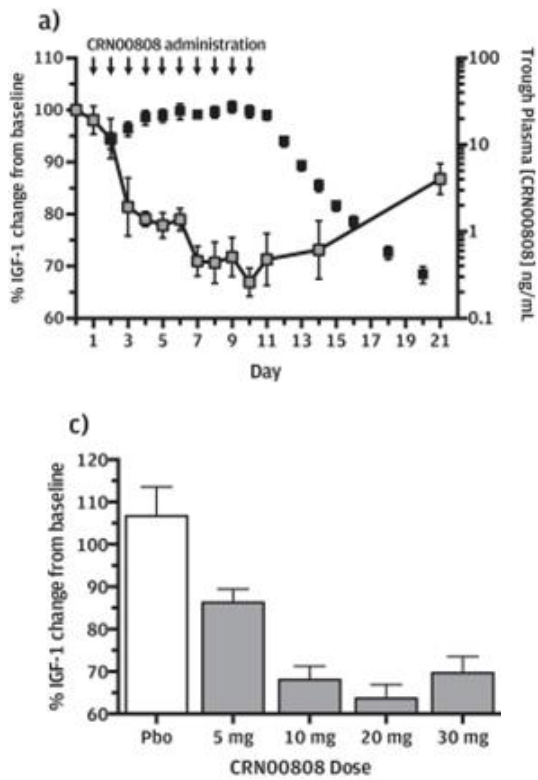 a)
CRN00808 administration
110
100
90
80
70
60
% IGF-1 change from baseline
100
10
1
0.1
Trough Plasma [CRN00808] ng/mL
1 3 5 7 9 11 13 15 17 19 21
Day
c)
120
110
100
90
80
70
60
% IGF-1 change from baseline
Pbo 5 mg 10 mg 20 mg 30 mg
CRN00808 Dose